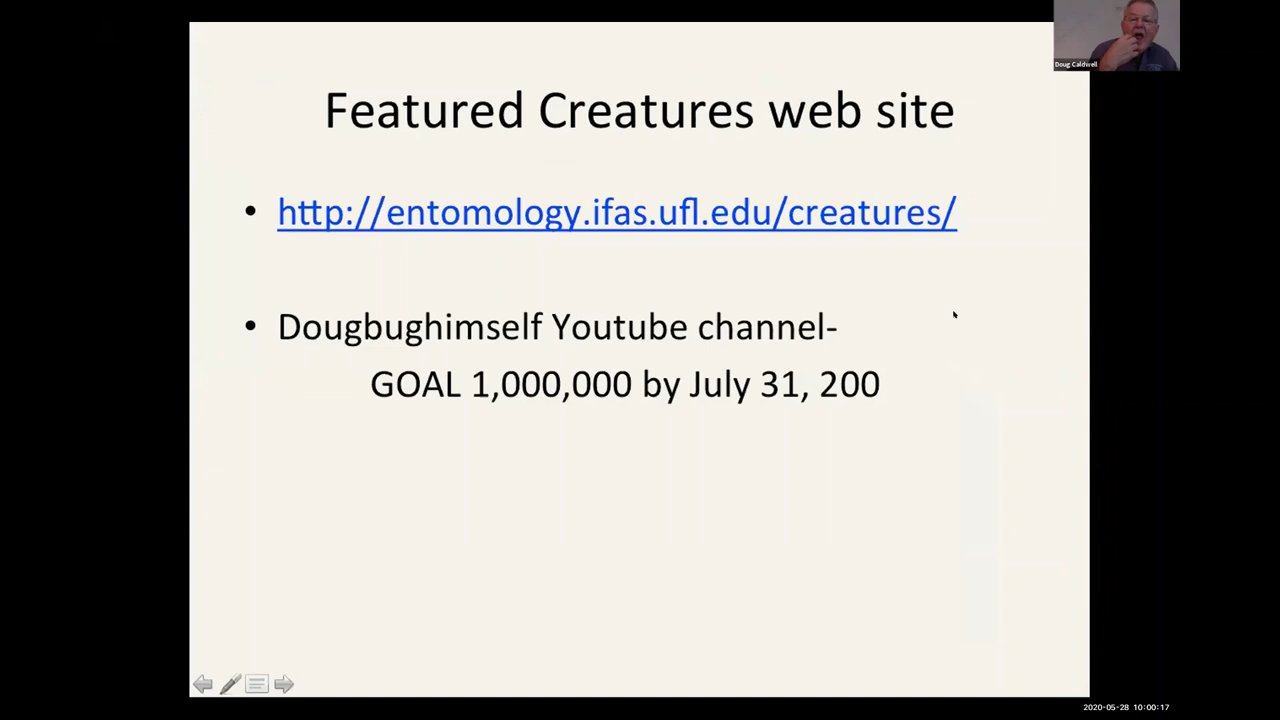 Doug Caldwell
Featured Creatures web site
• http://entomology.ifas.ufl.edu/creatures/
• Dougbughimself Youtube channel-
GOAL 1,000,000 by July 31, 200
2020-05-28 10:00:17